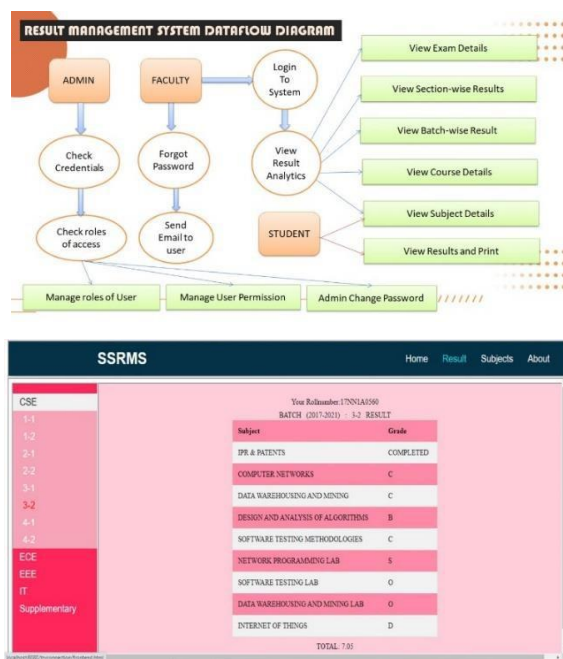 RESULT MANAGEMENT SYSTEM DATAFLOW DIAGRAM
ADMIN
FACULTY
Login
To
System
View Exam Details
View Section-wise Results
View Batch-wise Result
View Course Details
View Subject Details
View Results and Print
Check
Credentials
Forgot
Password
View
Result
Analytics
Check roles
of access
Send
Email to
user
STUDENT
Manage roles of User
Manage User Permission
Admin Change Password
SSRMS
Home Result Subjects About
CSE
1-1
1-2
2-1
2-2
3-1
3-2
4-1
4-2
ECE
EEE
IT
Supplementary
Your Rollnumber:17NN1A0560
BATCH (2017-2021) : 3-2 RESULT
Subject Grade
IPR & PATENTS COMPLETED
COMPUTER NETWORKS C
DATA WAREHOUSING AND MINING C
DESIGN AND ANALYSIS OF ALGORITHMS B
SOFTWARE TESTING METHODOLOGIES C
NETWORK PROGRAMMING LAB S
SOFTWARE TESTING LAB O
DATA WAREHOUSING AND MINING LAB O
INTERNET OF THINGS D
TOTAL: 7.05